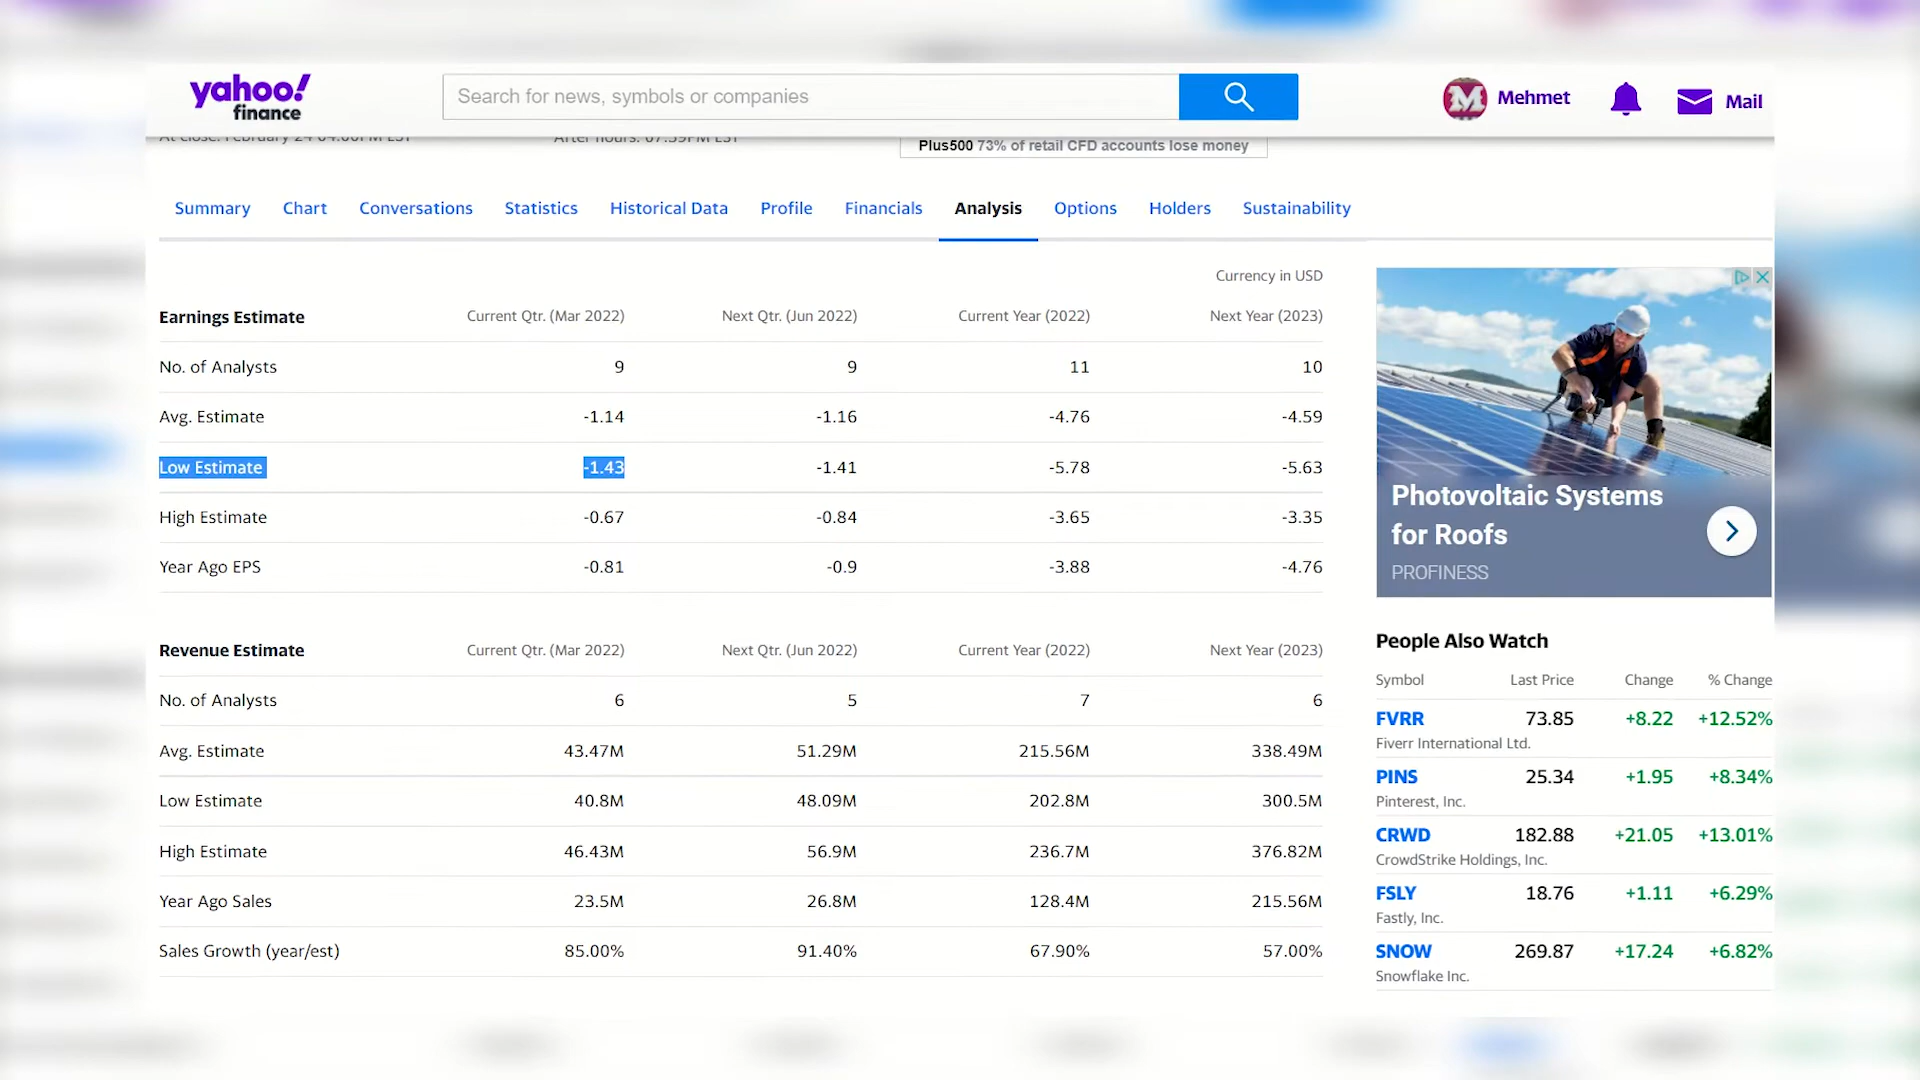 yahoo!
finance
Search for news, symbols or companies
Mehmet
Mail
At close: February 24 04:00PM EST
After hours: 07:59PM EST
Plus500 73% of retail CFD accounts lose money
Summary Chart Conversations Statistics Historical Data Profile Financials Analysis Options Holders Sustainability
Currency in USD
Earnings Estimate Current Qtr. (Mar 2022) Next Qtr. (Jun 2022) Current Year (2022) Next Year (2023)
No. of Analysts 9 9 11 10
Avg. Estimate -1.14 -1.16 -4.76 -4.59
Low Estimate -1.43 -1.41 -5.78 -5.63
High Estimate -0.67 -0.84 -3.65 -3.35
Year Ago EPS -0.81 -0.9 -3.88 -4.76
Revenue Estimate Current Qtr. (Mar 2022) Next Qtr. (Jun 2022) Current Year (2022) Next Year (2023)
No. of Analysts 6 5 7 6
Avg. Estimate 43.47M 51.29M 215.56M 338.49M
Low Estimate 40.8M 48.09M 202.8M 300.5M
High Estimate 46.43M 56.9M 236.7M 376.82M
Year Ago Sales 23.5M 26.8M 128.4M 215.56M
Sales Growth (year/est) 85.00% 91.40% 67.90% 57.00%
Photovoltaic Systems
for Roofs
PROFINESS
People Also Watch
Symbol Last Price Change % Change
FVRR 73.85 +8.22 +12.52%
Fiverr International Ltd.
PINS 25.34 +1.95 +8.34%
Pinterest, Inc.
CRWD 182.88 +21.05 +13.01%
CrowdStrike Holdings, Inc.
FSLY 18.76 +1.11 +6.29%
Fastly, Inc.
SNOW 269.87 +17.24 +6.82%
Snowflake Inc.